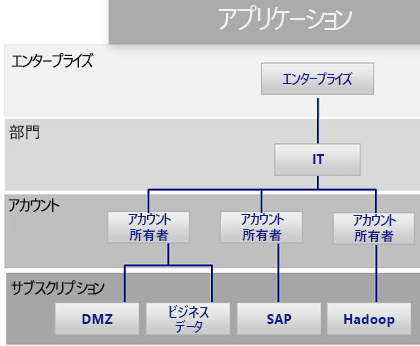 アプリケーション
エンタープライズ
エンタープライズ
部門
IT
アカウント
アカウント
所有者
アカウント
所有者
アカウント
所有者
サブスクリプション
DMZ
ビジネス
データ
SAP
Hadoop